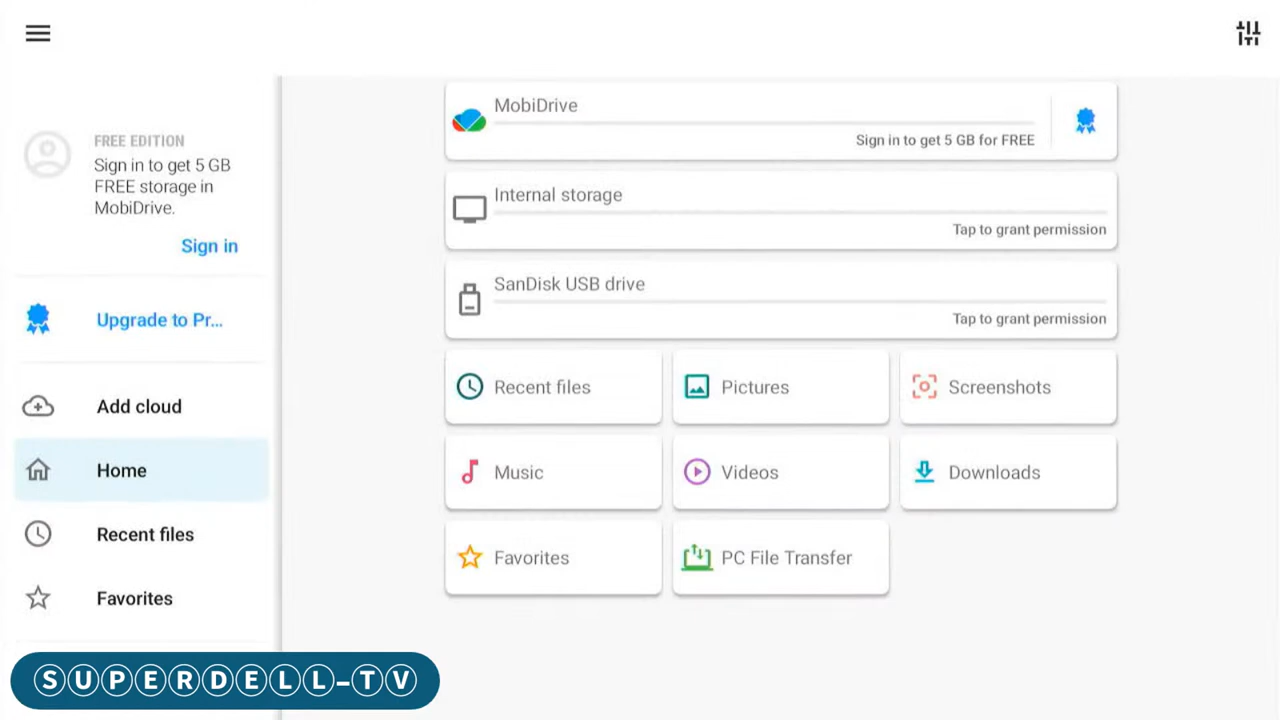 FREE EDITION
Sign in to get 5 GB
FREE storage in
MobiDrive.
Sign in
Upgrade to Pr...
Add cloud
Home
Recent files
Favorites
MobiDrive
Sign in to get 5 GB for FREE
Internal storage
Tap to grant permission
SanDisk USB drive
Tap to grant permission
Recent files
Pictures
Screenshots
Music
Videos
Downloads
Favorites
PC File Transfer
ⓈⓊⓅⒺⓇⒹⒺⓁⓁ-ⓉⓋ